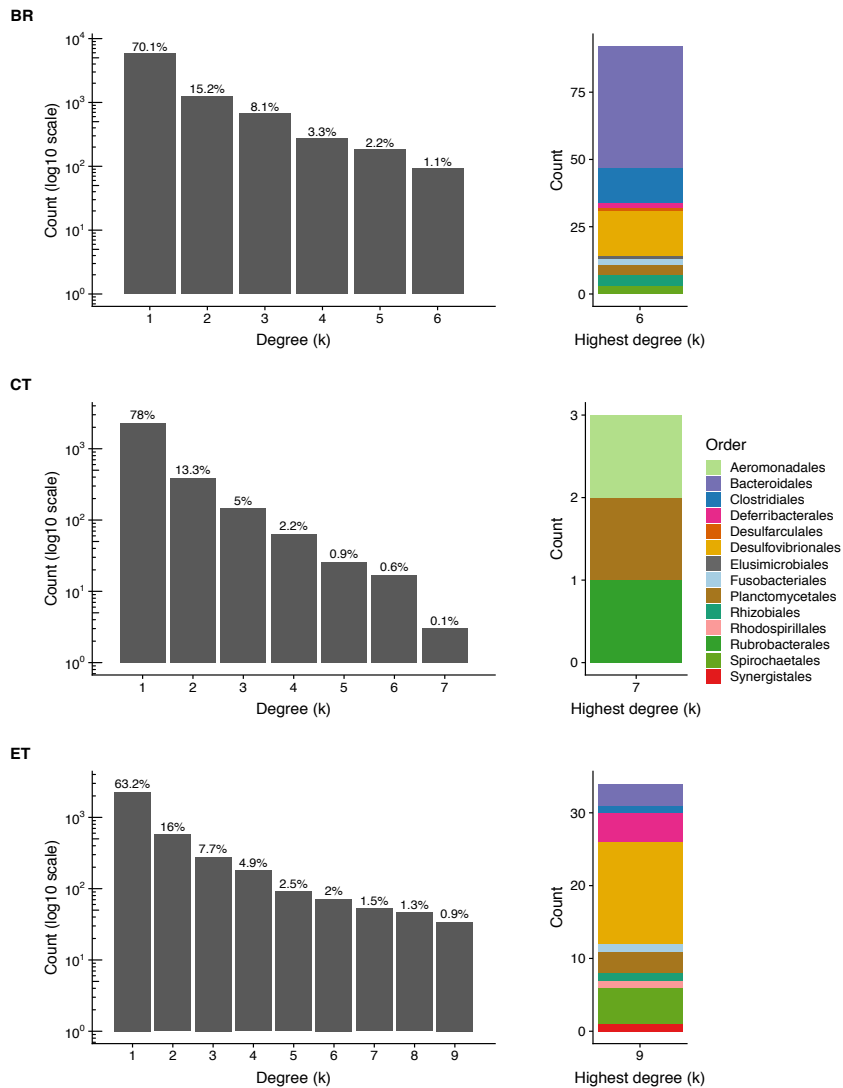 BR
10^4
10^3
10^2
10^1
10^0
Count (log10 scale)
70.1%
15.2%
8.1%
3.3%
2.2%
1.1%
1 2 3 4 5 6
Degree (k)
75
50
25
0
Count
6
Highest degree (k)
CT
10^3
10^2
10^1
10^0
Count (log10 scale)
78%
13.3%
5%
2.2%
0.9%
0.6%
0.1%
1 2 3 4 5 6 7
Degree (k)
3
2
1
0
Count
7
Highest degree (k)
Order
Aeromonadales
Bacteroidales
Clostridiales
Deferribacterales
Desulfarculales
Desulfovibrionales
Elusimicrobiales
Fusobacteriales
Planctomycetales
Rhizobiales
Rhodospirillales
Rubrobacterales
Spirochaetales
Synergistales
ET
10^3
10^2
10^1
10^0
Count (log10 scale)
63.2%
16%
7.7%
4.9%
2.5%
2%
1.5%
1.3%
0.9%
1 2 3 4 5 6 7 8 9
Degree (k)
30
20
10
0
Count
9
Highest degree (k)